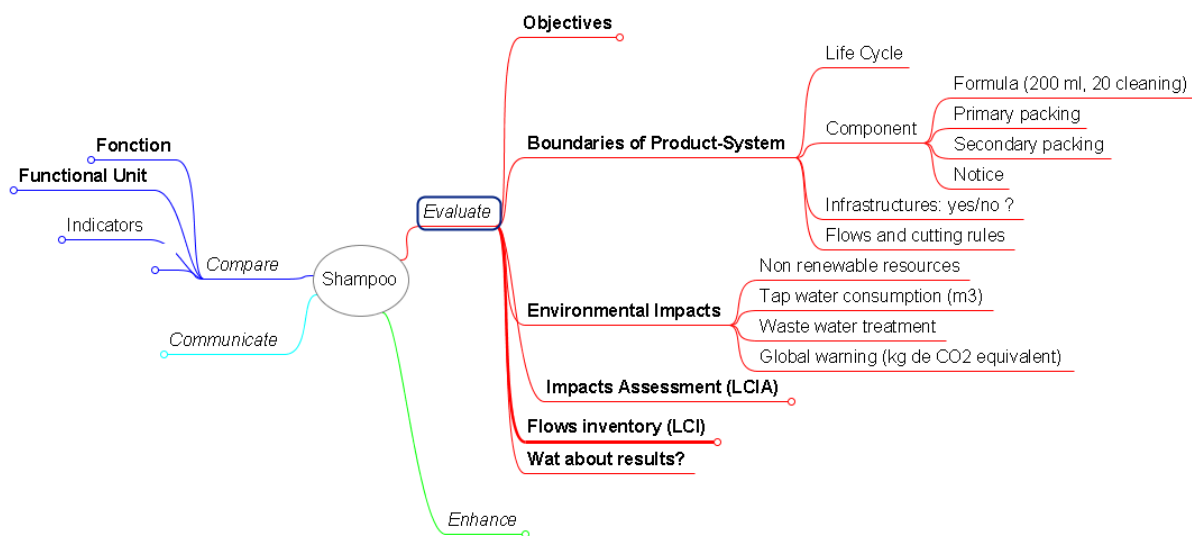 Objectives
Life Cycle
Formula (200 ml, 20 cleaning)
Primary packing
Component
Secondary packing
Notice
Boundaries of Product-System
Infrastructures: yes/no ?
Flows and cutting rules
Fonction
Functional Unit
Indicators
Compare
Evaluate
Shampoo
Communicate
Non renewable resources
Tap water consumption (m3)
Environmental Impacts
Waste water treatment
Global warning (kg de CO2 equivalent)
Impacts Assessment (LCIA)
Flows inventory (LCI)
Wat about results?
Enhance